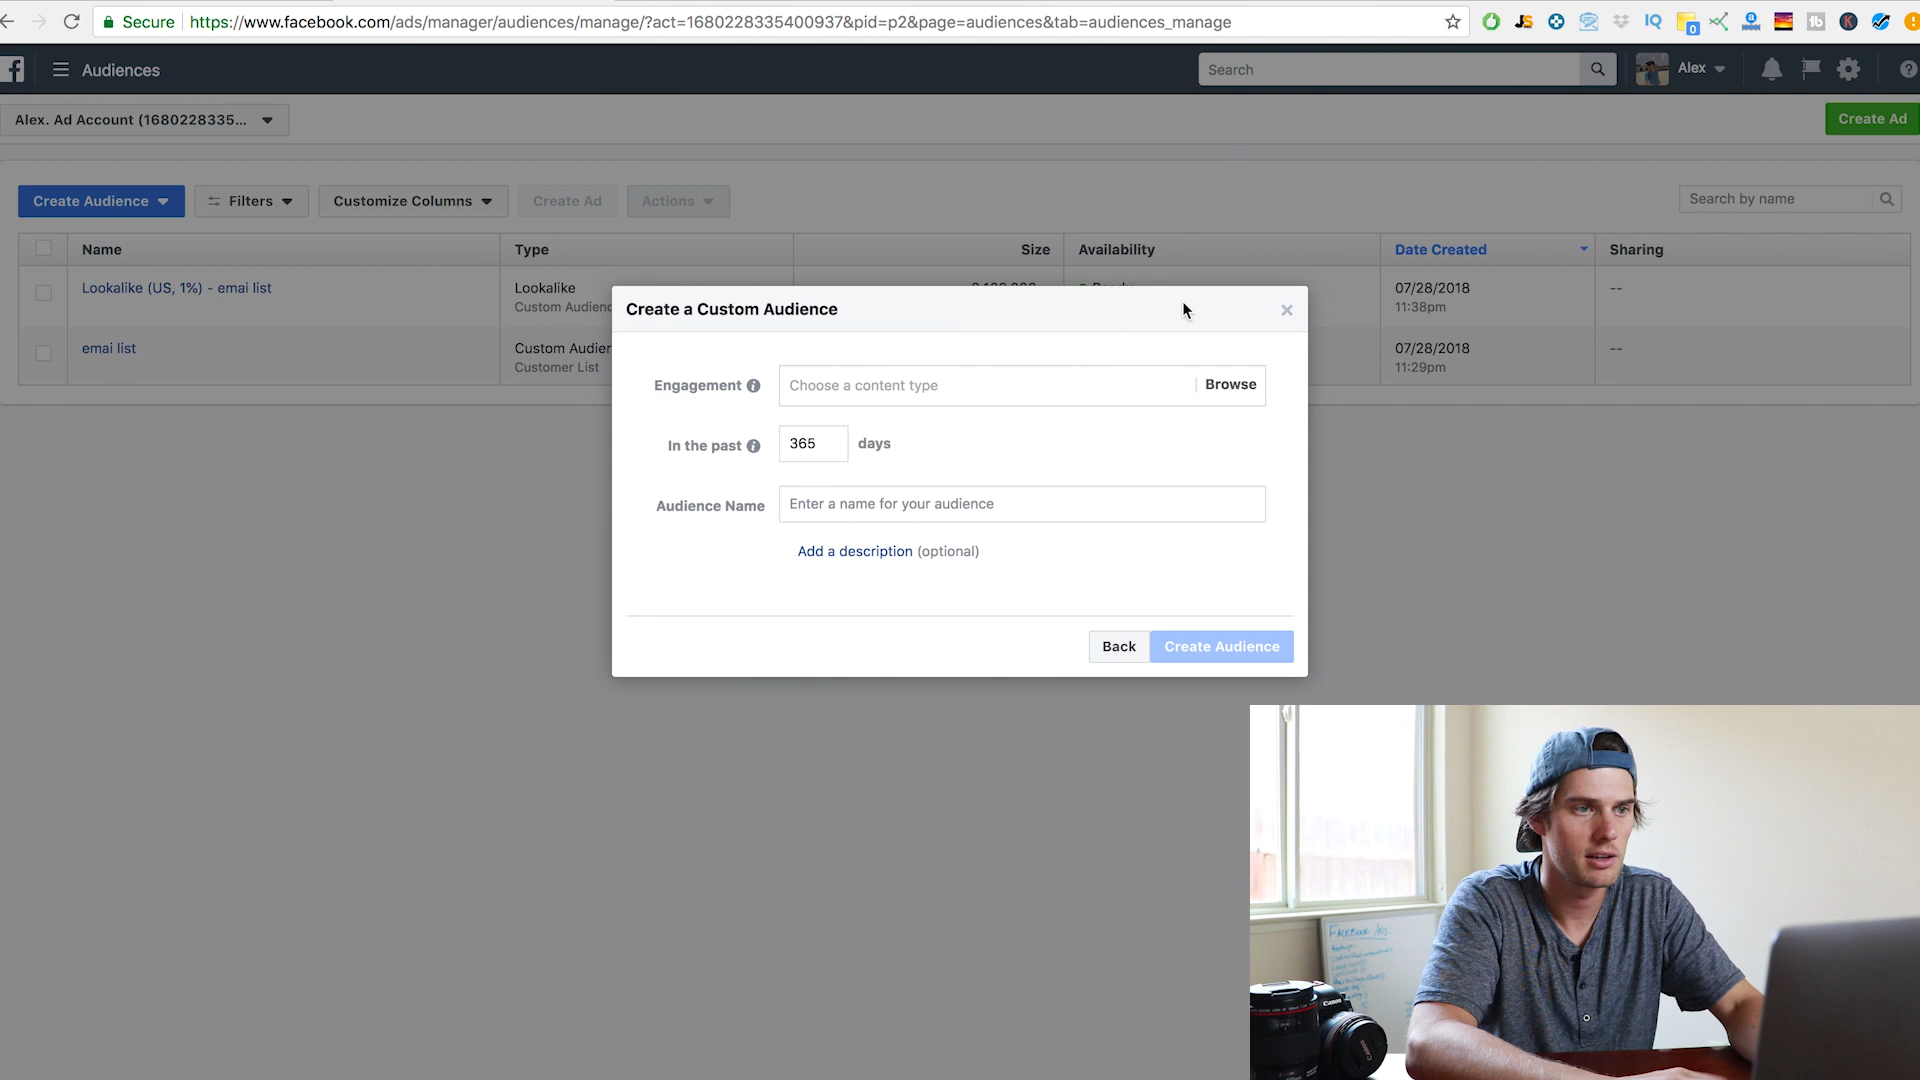 Secure
https://www.facebook.com/ads/manager/audiences/manage/?act=1680228335400937&pid=p2&page=audiences&tab=audiences_manage
Audiences
Search
Alex
Alex. Ad Account (1680228335...
Create Ad
Create Audience
Filters
Customize Columns
Create Ad
Actions
Search by name
Name
Type
Size
Availability
Date Created
Sharing
Lookalike (US, 1%) - emai list
Lookalike
Custom Audienc
07/28/2018
11:38pm
--
emai list
Custom Audier
Customer List
07/28/2018
11:29pm
--
Create a Custom Audience
Engagement
Choose a content type
Browse
In the past
365
days
Audience Name
Enter a name for your audience
Add a description (optional)
Back
Create Audience
Canon